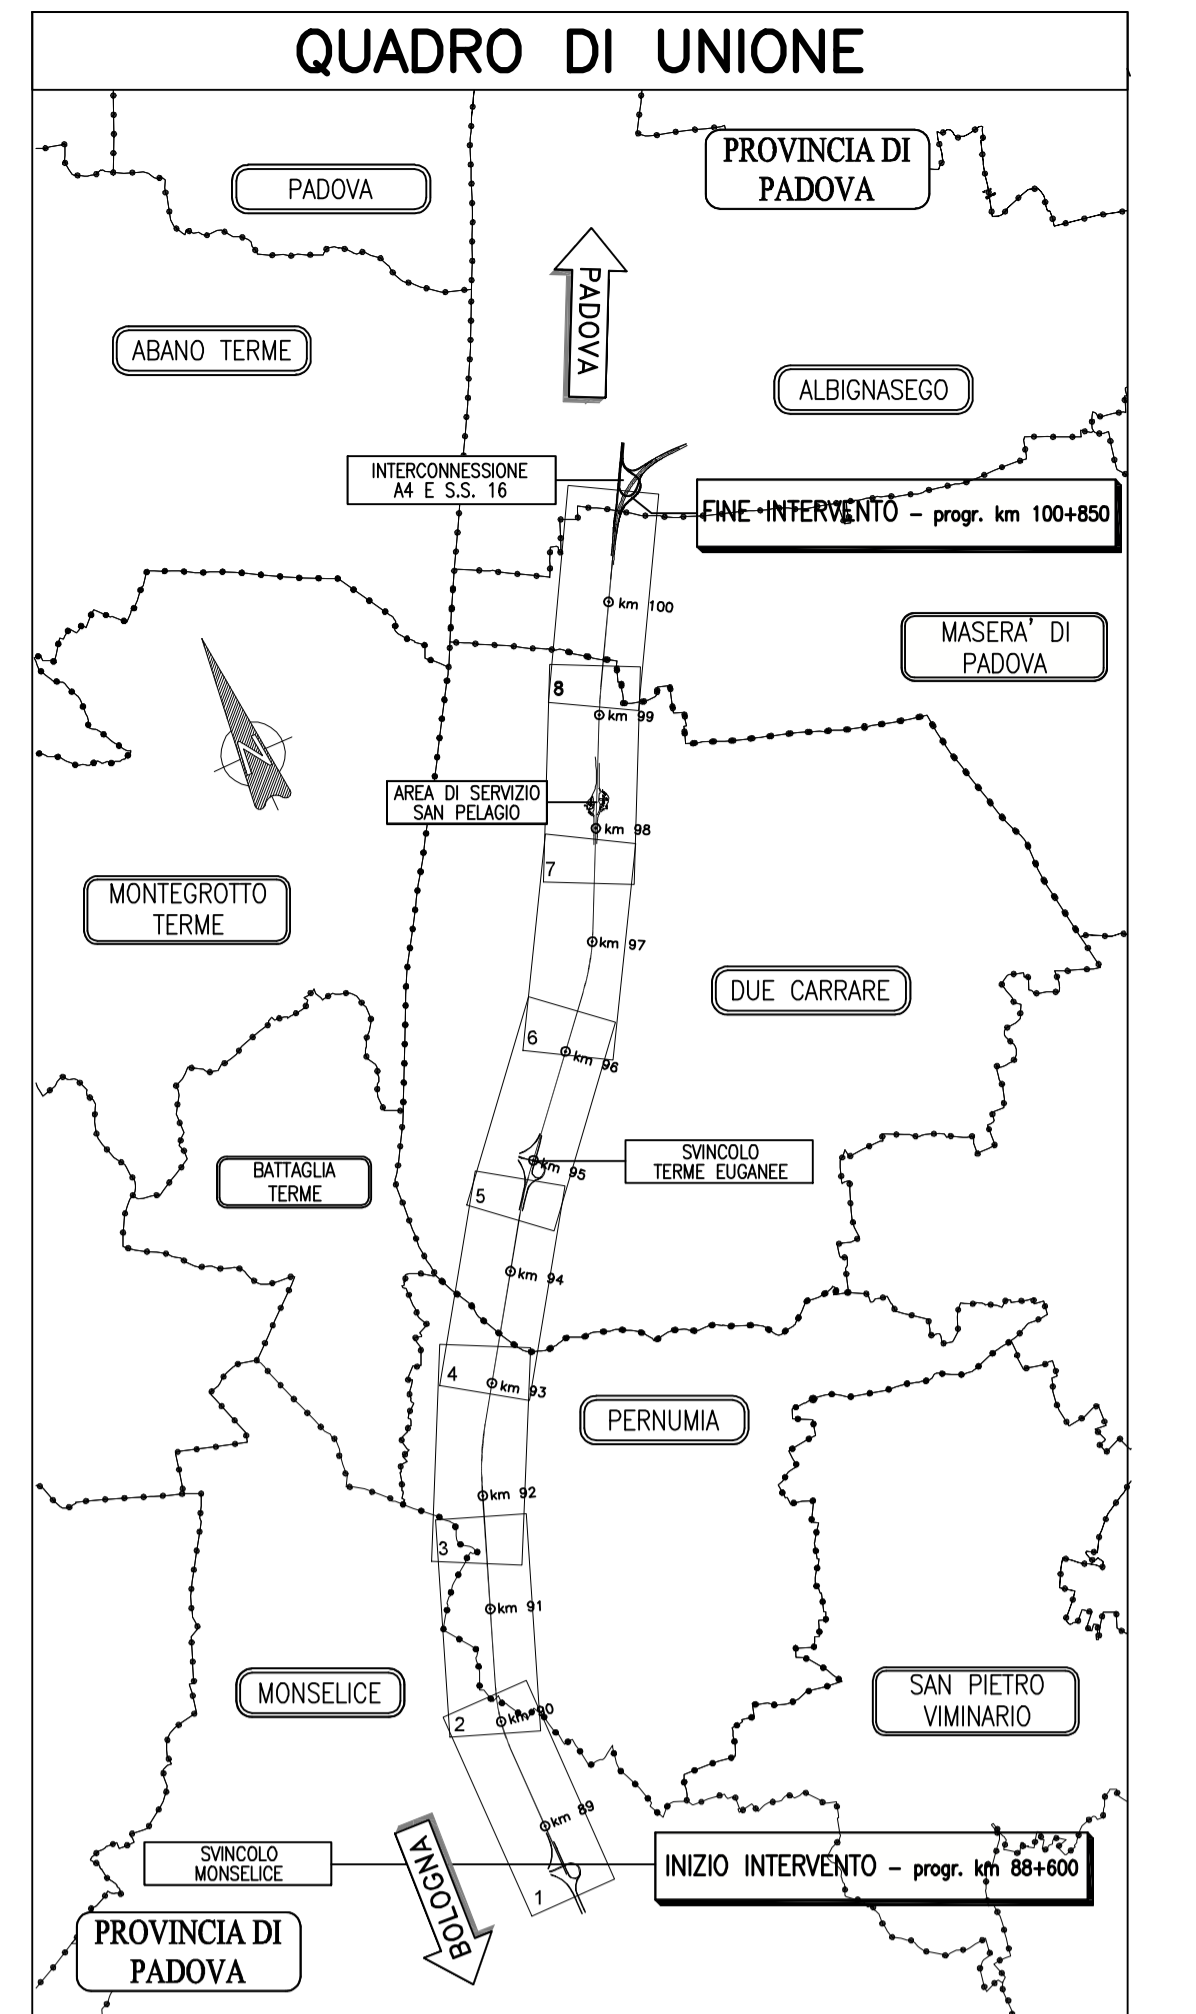 QUADRO DI UNIONE
PROVINCIA DI
PADOVA
PADOVA
PADOVA
ABANO TERME
ALBIGNASEGO
INTERCONNESSIONE
A4 E S.S. 16
FINE INTERVENTO – progr. km 100+850
km 100
MASERA' DI
PADOVA
8
km 99
N
AREA DI SERVIZIO
SAN PELAGIO
km 98
7
MONTEGROTTO
TERME
km 97
DUE CARRARE
6
km 96
SVINCOLO
TERME EUGANEE
km 95
BATTAGLIA
TERME
5
km 94
4
km 93
PERNUMIA
km 92
3
km 91
MONSELICE
SAN PIETRO
VIMINARIO
2
km 90
km 89
SVINCOLO
MONSELICE
BOLOGNA
INIZIO INTERVENTO – progr. km 88+600
1
PROVINCIA DI
PADOVA